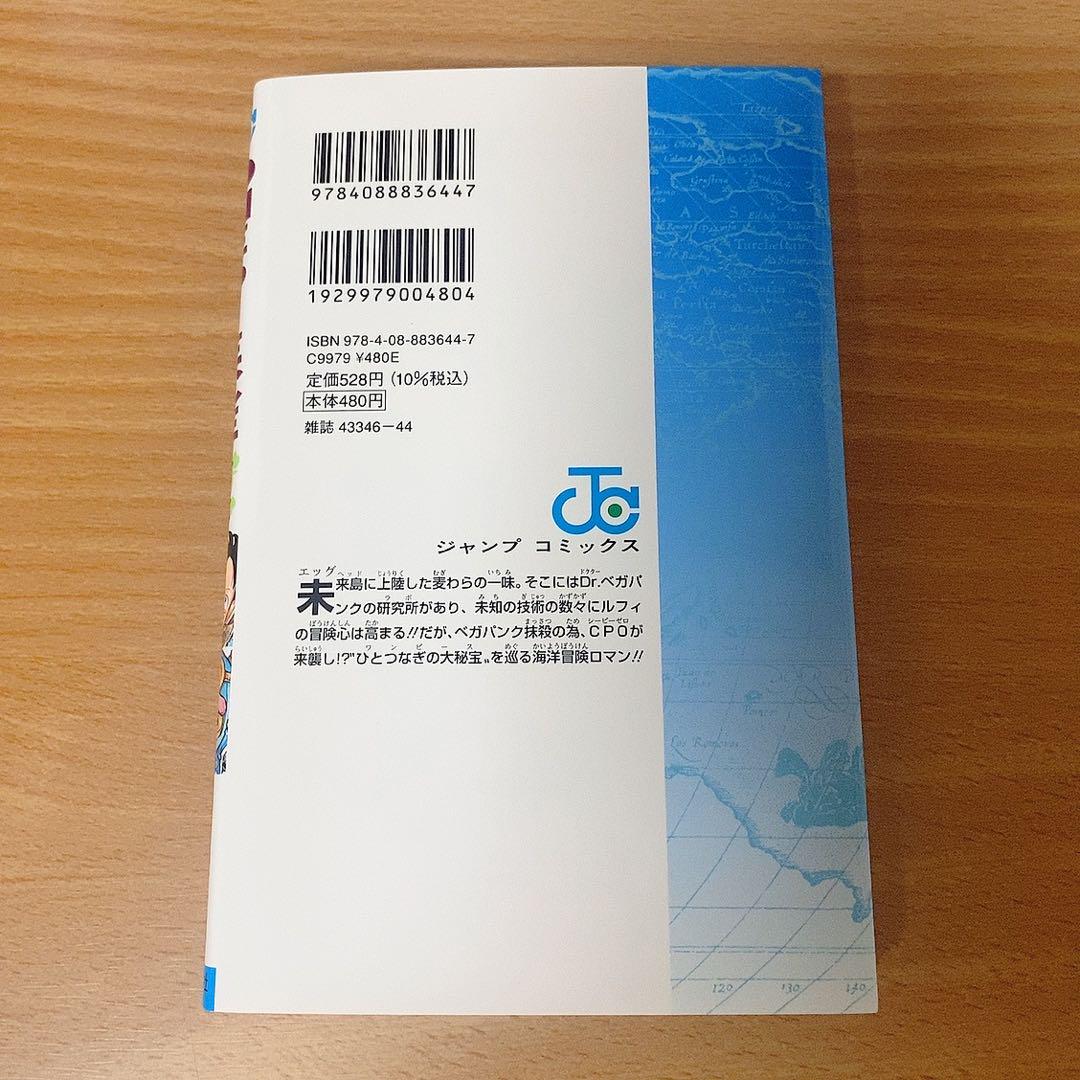 9784088836447
1929979004804
ISBN 978-4-08-883644-7
C9979 ¥480E
定価528円（10%税込）
本体480円
雑誌 43346-44
JC
ジャンプ コミックス
未来島に上陸した麦わらの一味。そこにはDr.ベガパ
ンクの研究所があり、未知の技術の数々にルフィ
の冒険心は高まる!!だが、ベガパンク抹殺の為、CP0が
来襲し!?"ひとつなぎの大秘宝"を巡る海洋冒険ロマン!!
120 130 140